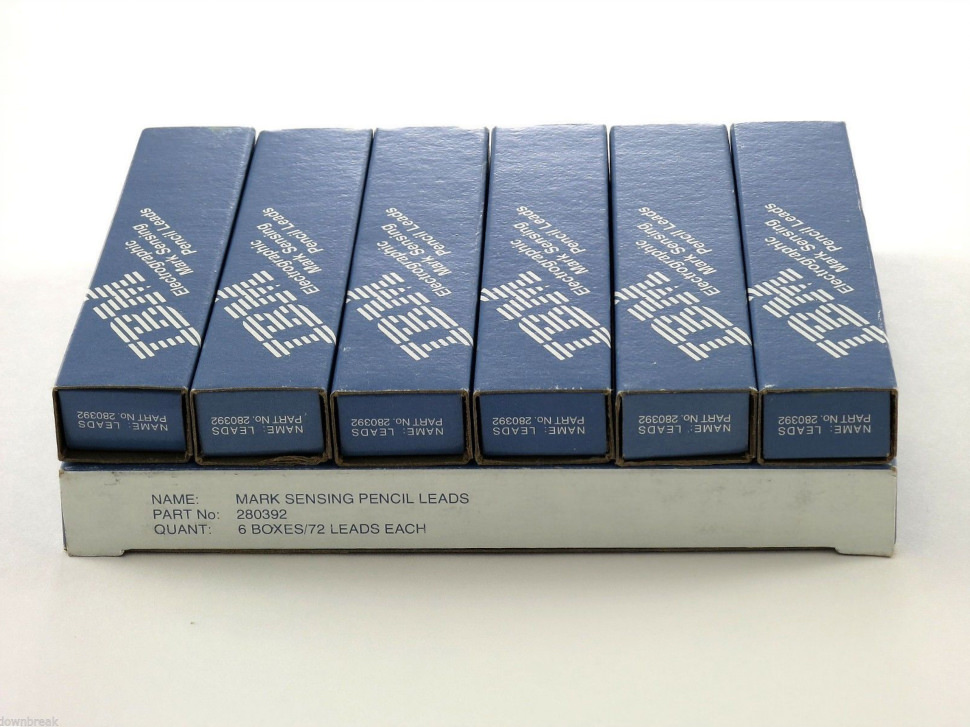 Electrographic
Mark Sensing
Pencil Leads
IBM
Electrographic
Mark Sensing
Pencil Leads
IBM
Electrographic
Mark Sensing
Pencil Leads
IBM
Electrographic
Mark Sensing
Pencil Leads
IBM
Electrographic
Mark Sensing
Pencil Leads
IBM
Electrographic
Mark Sensing
Pencil Leads
IBM
NAME: LEADS
PART No. 280392
NAME: LEADS
PART No. 280392
NAME: LEADS
PART No. 280392
NAME: LEADS
PART No. 280392
NAME: LEADS
PART No. 280392
NAME: LEADS
PART No. 280392
NAME: MARK SENSING PENCIL LEADS
PART No: 280392
QUANT: 6 BOXES/72 LEADS EACH
downbreak